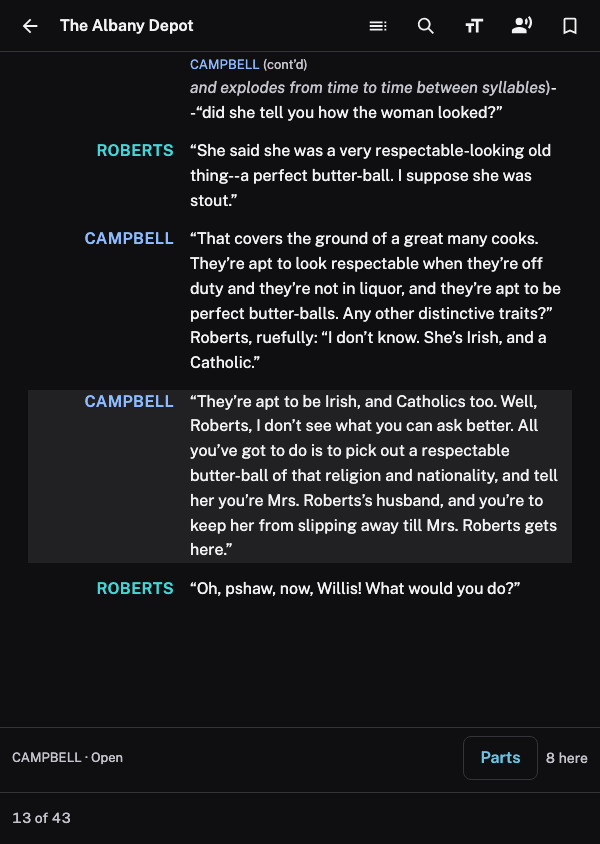 The Albany Depot
CAMPBELL (cont’d)
and explodes from time to time between syllables)-
-“did she tell you how the woman looked?”
ROBERTS “She said she was a very respectable-looking old
thing--a perfect butter-ball. I suppose she was
stout.”
CAMPBELL “That covers the ground of a great many cooks.
They’re apt to look respectable when they’re off
duty and they’re not in liquor, and they’re apt to be
perfect butter-balls. Any other distinctive traits?”
Roberts, ruefully: “I don’t know. She’s Irish, and a
Catholic.”
CAMPBELL “They’re apt to be Irish, and Catholics too. Well,
Roberts, I don’t see what you can ask better. All
you’ve got to do is to pick out a respectable
butter-ball of that religion and nationality, and tell
her you’re Mrs. Roberts’s husband, and you’re to
keep her from slipping away till Mrs. Roberts gets
here.”
ROBERTS “Oh, pshaw, now, Willis! What would you do?”
CAMPBELL · Open Parts 8 here
13 of 43